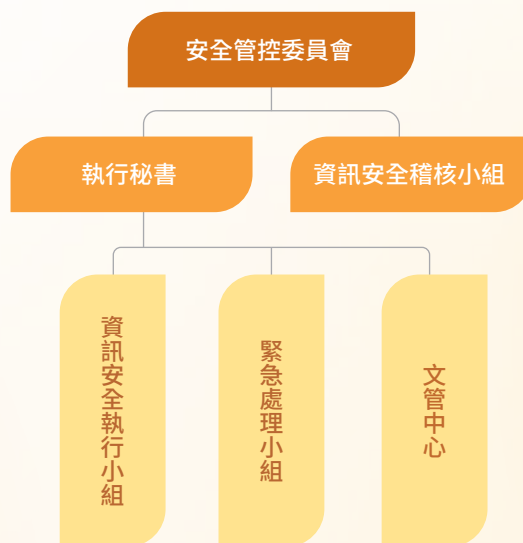 安全管控委員會
執行秘書
資訊安全稽核小組
資訊安全執行小組
緊急處理小組
文管中心